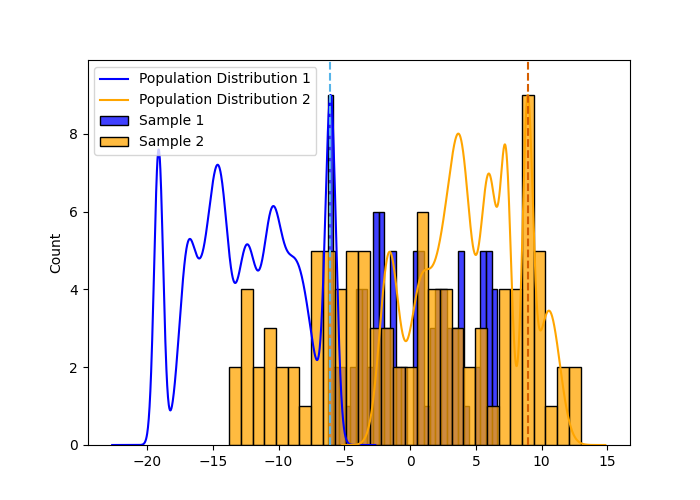 Population Distribution 1
Population Distribution 2
Sample 1
Sample 2
Count
8
6
4
2
0
−20 −15 −10 −5 0 5 10 15